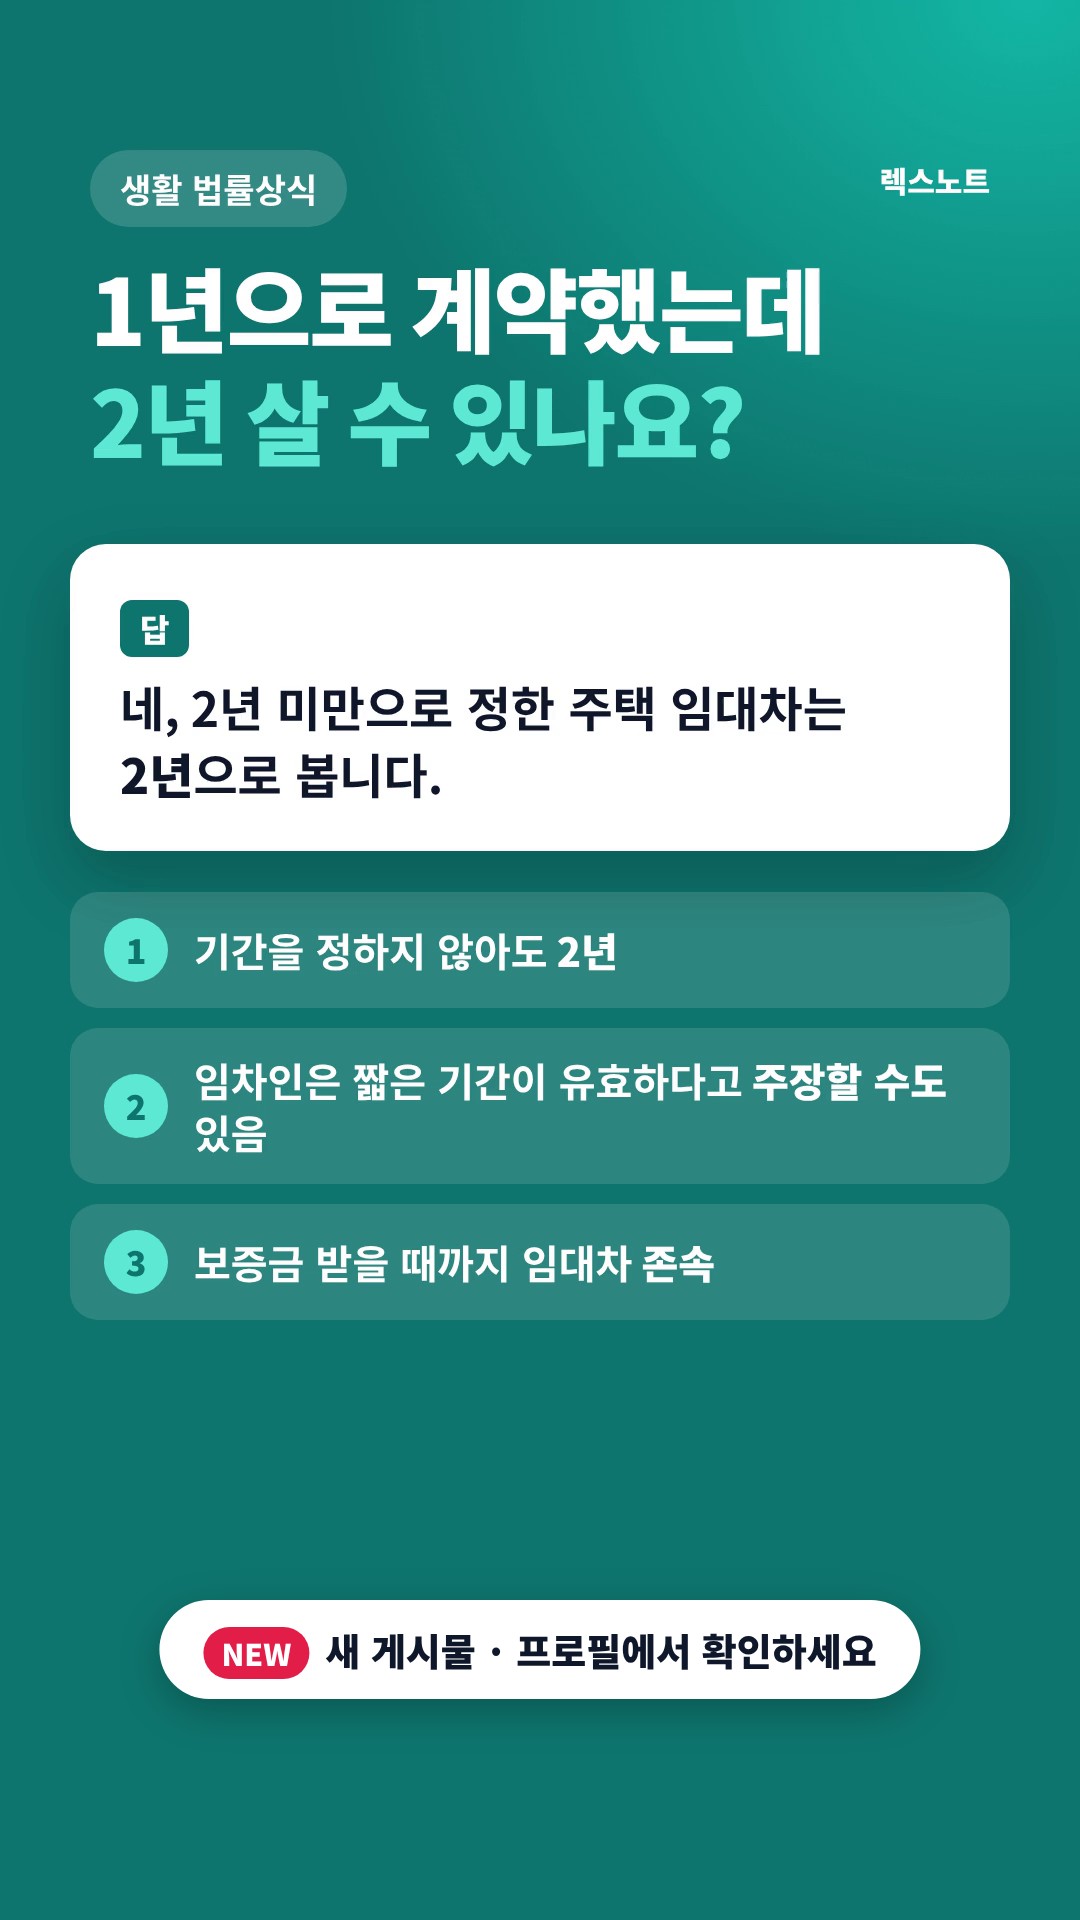 생활 법률상식
렉스노트
1년으로 계약했는데
2년 살 수 있나요?
답
네, 2년 미만으로 정한 주택 임대차는
2년으로 봅니다.
1 기간을 정하지 않아도 2년
2 임차인은 짧은 기간이 유효하다고 주장할 수도
있음
3 보증금 받을 때까지 임대차 존속
NEW 새 게시물 · 프로필에서 확인하세요